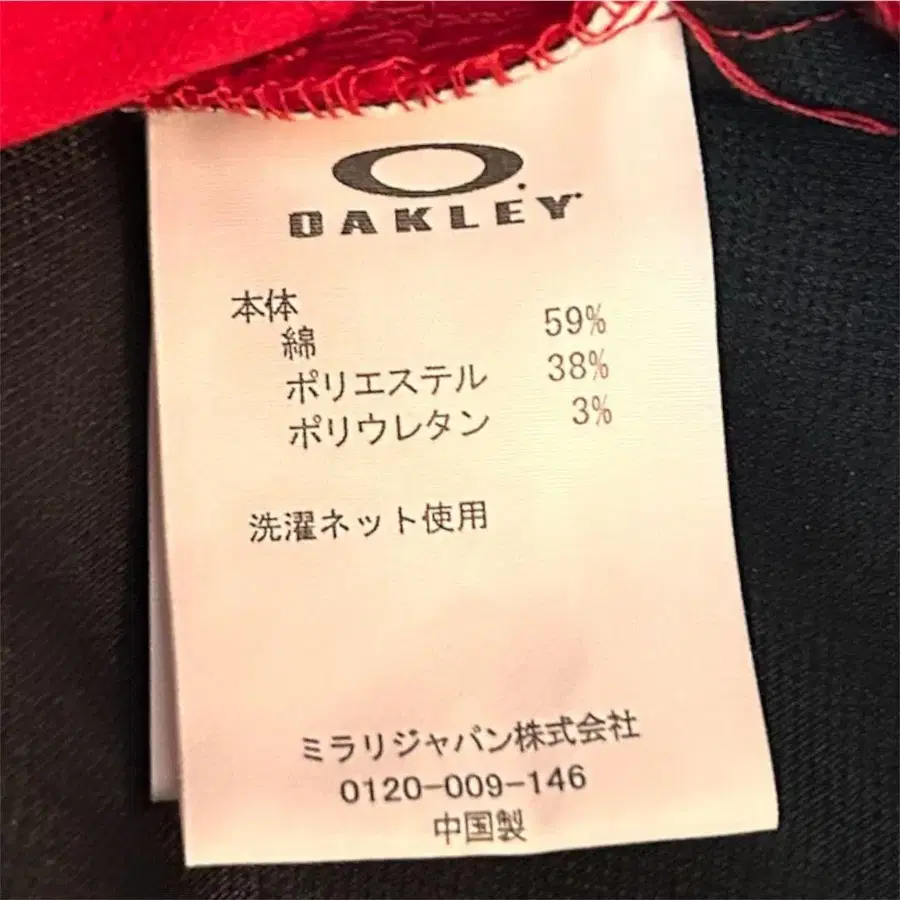 OAKLEY
本体
綿 59%
ポリエステル 38%
ポリウレタン 3%
洗濯ネット使用
ミラリジャパン株式会社
0120-009-146
中国製